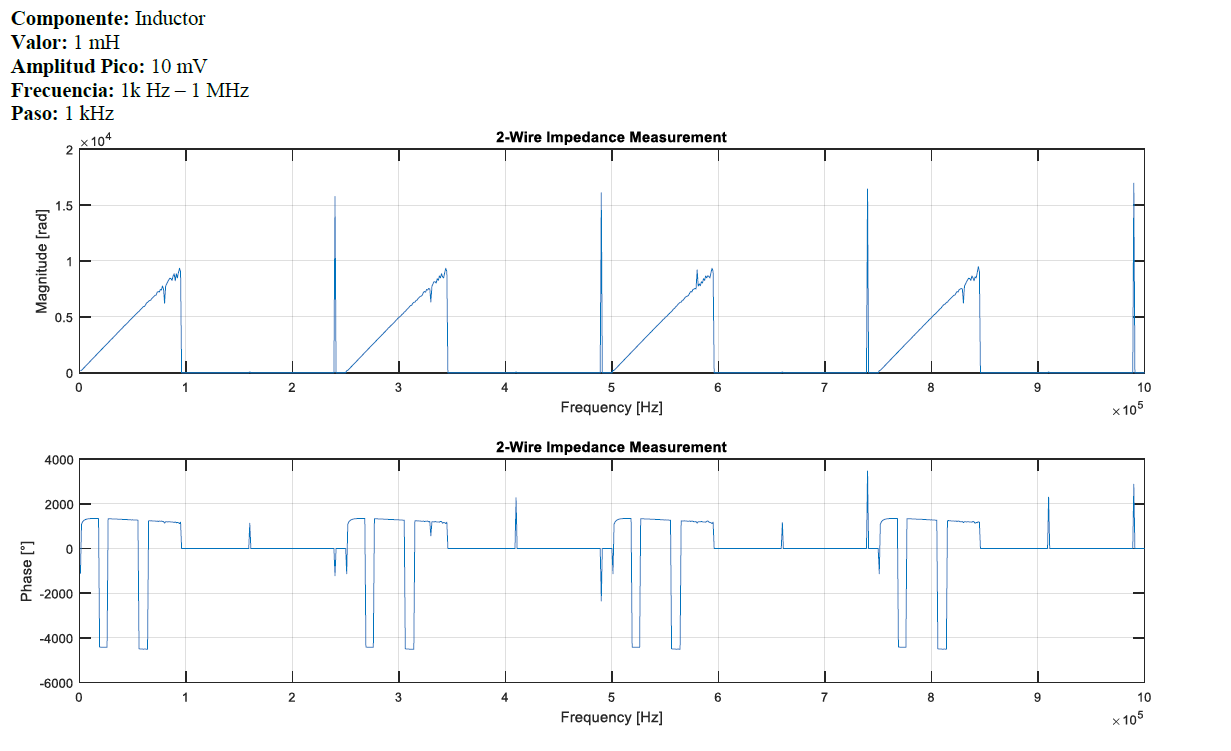 Componente: Inductor
Valor: 1 mH
Amplitud Pico: 10 mV
Frecuencia: 1k Hz – 1 MHz
Paso: 1 kHz
2-Wire Impedance Measurement
×10⁴
2
1.5
1
0.5
0
Magnitude [rad]
0 1 2 3 4 5 6 7 8 9 10
Frequency [Hz]
×10⁵
2-Wire Impedance Measurement
4000
2000
0
-2000
-4000
-6000
Phase [°]
0 1 2 3 4 5 6 7 8 9 10
Frequency [Hz]
×10⁵